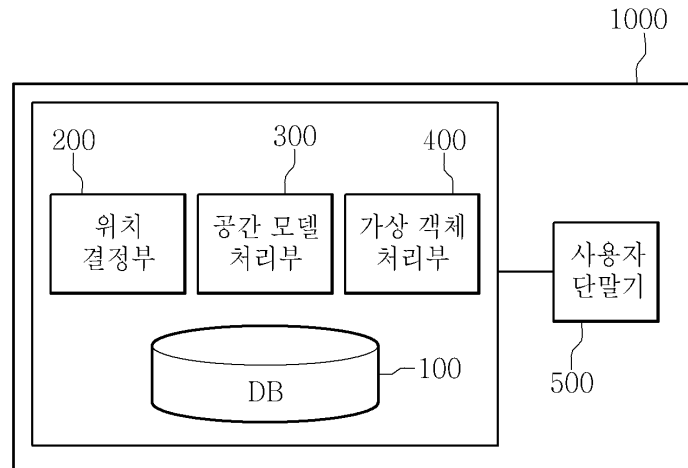 1000
200
300
400
위치
결정부
공간 모델
처리부
가상 객체
처리부
사용자
단말기
500
DB
100